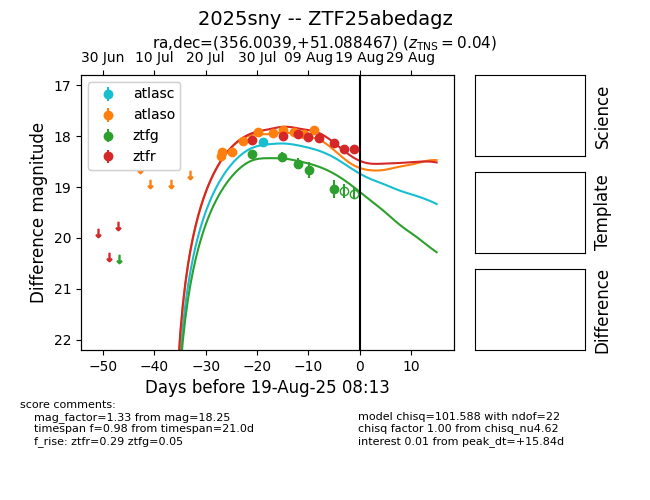 2025sny -- ZTF25abedagz
ra,dec=(356.0039,+51.088467) (z_TNS = 0.04)
30 Jun 10 Jul 20 Jul 30 Jul 09 Aug 19 Aug 29 Aug
17
18
19
20
21
22
Difference magnitude
atlasc
atlaso
ztfg
ztfr
−50 −40 −30 −20 −10 0 10
Days before 19-Aug-25 08:13
Science
Template
Difference
score comments:
mag_factor=1.33 from mag=18.25
timespan f=0.98 from timespan=21.0d
f_rise: ztfr=0.29 ztfg=0.05
model chisq=101.588 with ndof=22
chisq factor 1.00 from chisq_nu4.62
interest 0.01 from peak_dt=+15.84d